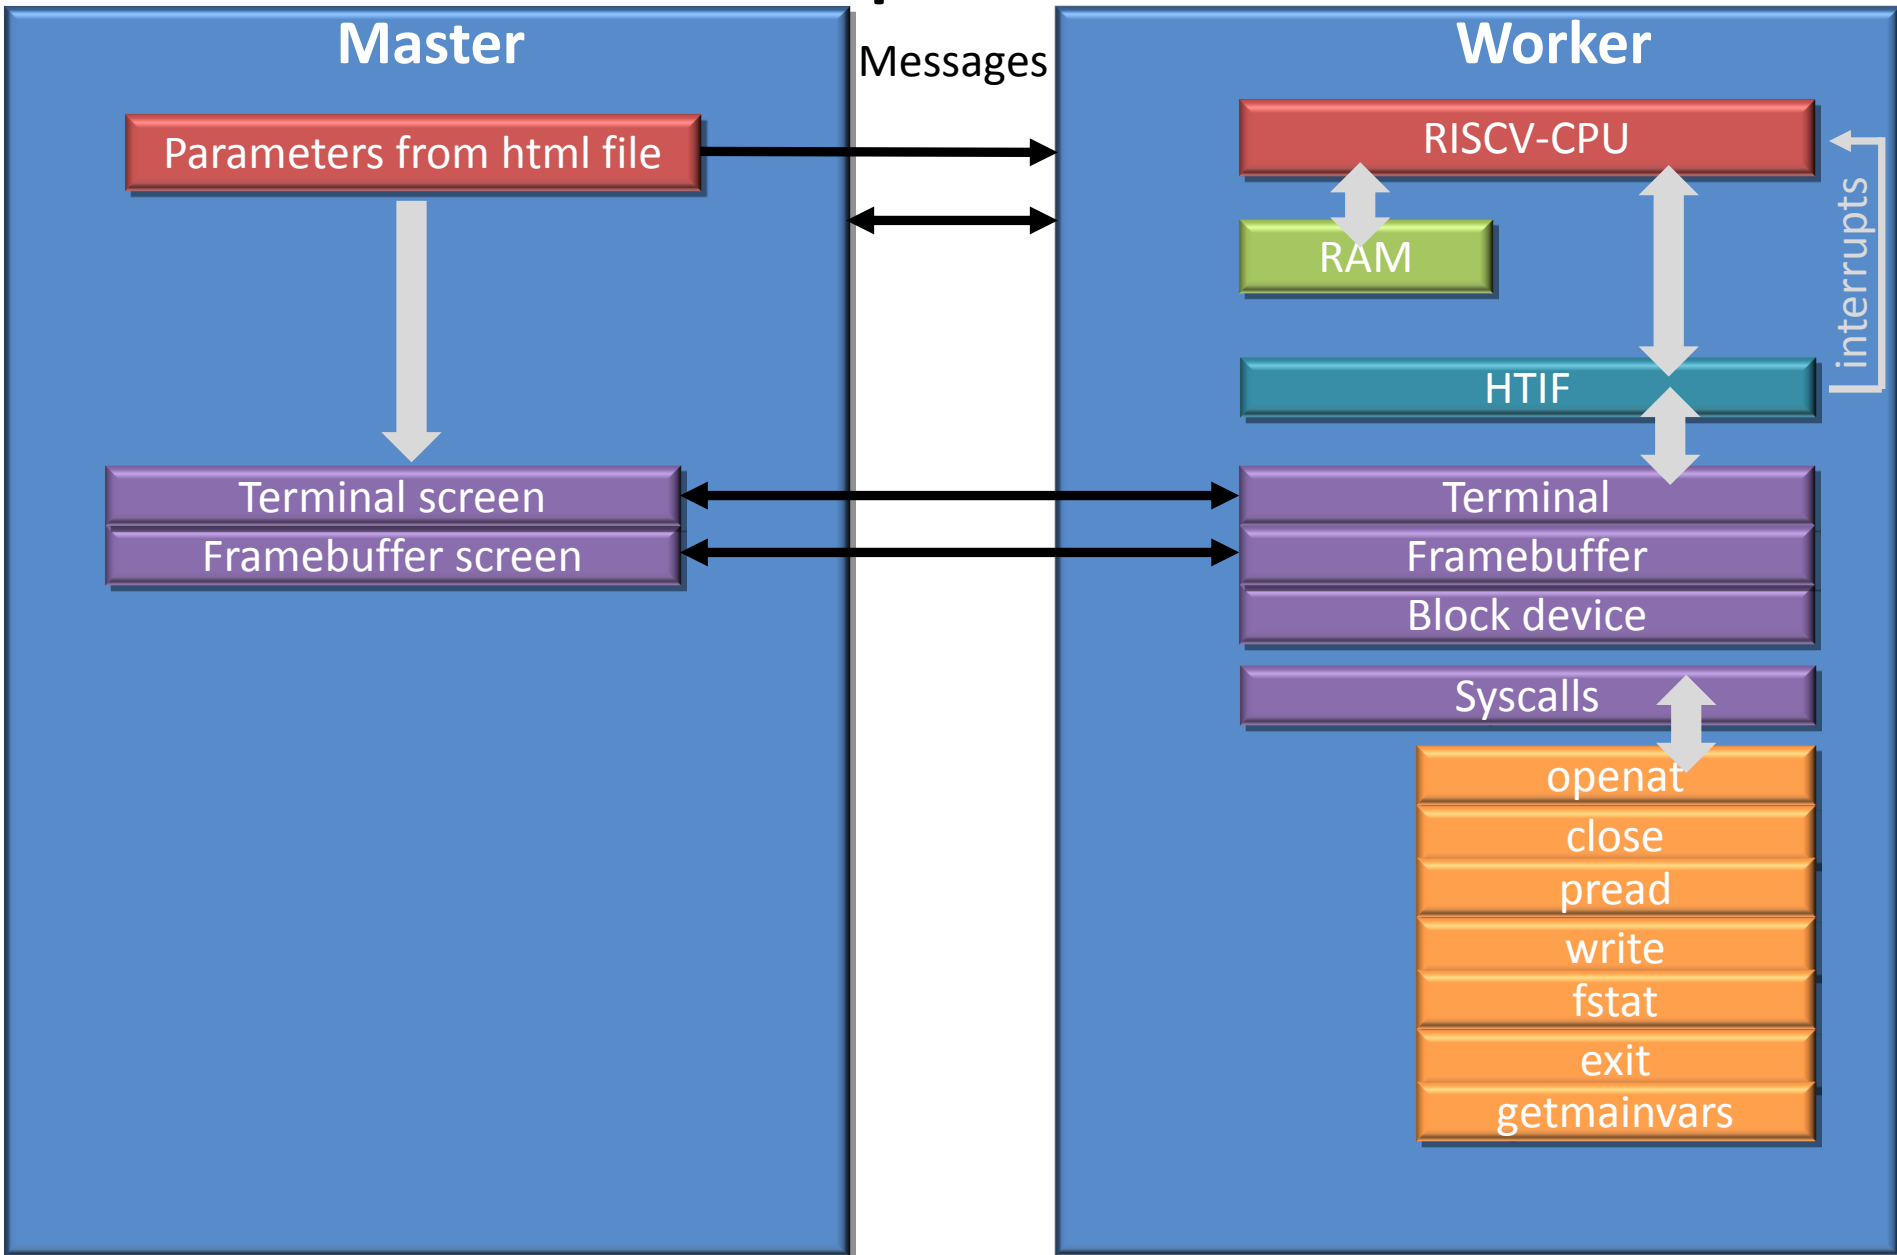 Master
Messages
Worker
Parameters from html file
RISCV-CPU
RAM
interrupts
HTIF
Terminal screen
Terminal
Framebuffer screen
Framebuffer
Block device
Syscalls
openat
close
pread
write
fstat
exit
getmainvars